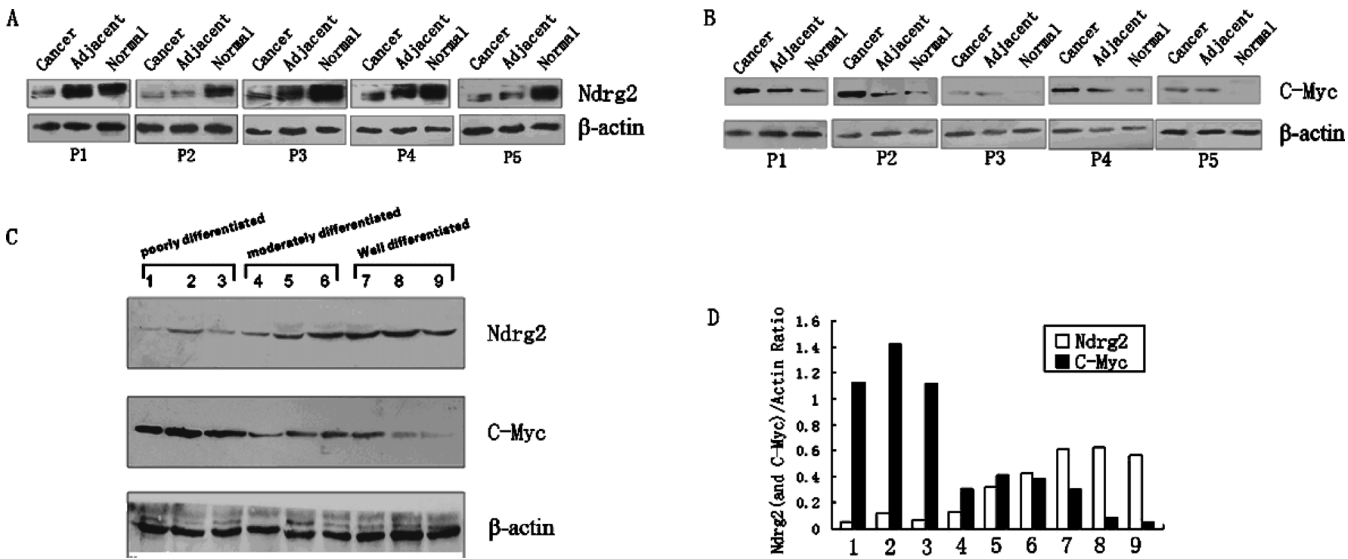 A
Cancer Adjacent Normal Cancer Adjacent Normal Cancer Adjacent Normal Cancer Adjacent Normal Cancer Adjacent Normal
Ndrg2
β-actin
P1 P2 P3 P4 P5
B
Cancer Adjacent Normal Cancer Adjacent Normal Cancer Adjacent Normal Cancer Adjacent Normal Cancer Adjacent Normal
C-Myc
β-actin
P1 P2 P3 P4 P5
C
poorly differentiated moderately differentiated Well differentiated
1 2 3 4 5 6 7 8 9
Ndrg2
C-Myc
β-actin
D
Ndrg2(and C-Myc)/Actin Ratio
1.6
1.4
1.2
1
0.8
0.6
0.4
0.2
0
Ndrg2
C-Myc
1 2 3 4 5 6 7 8 9